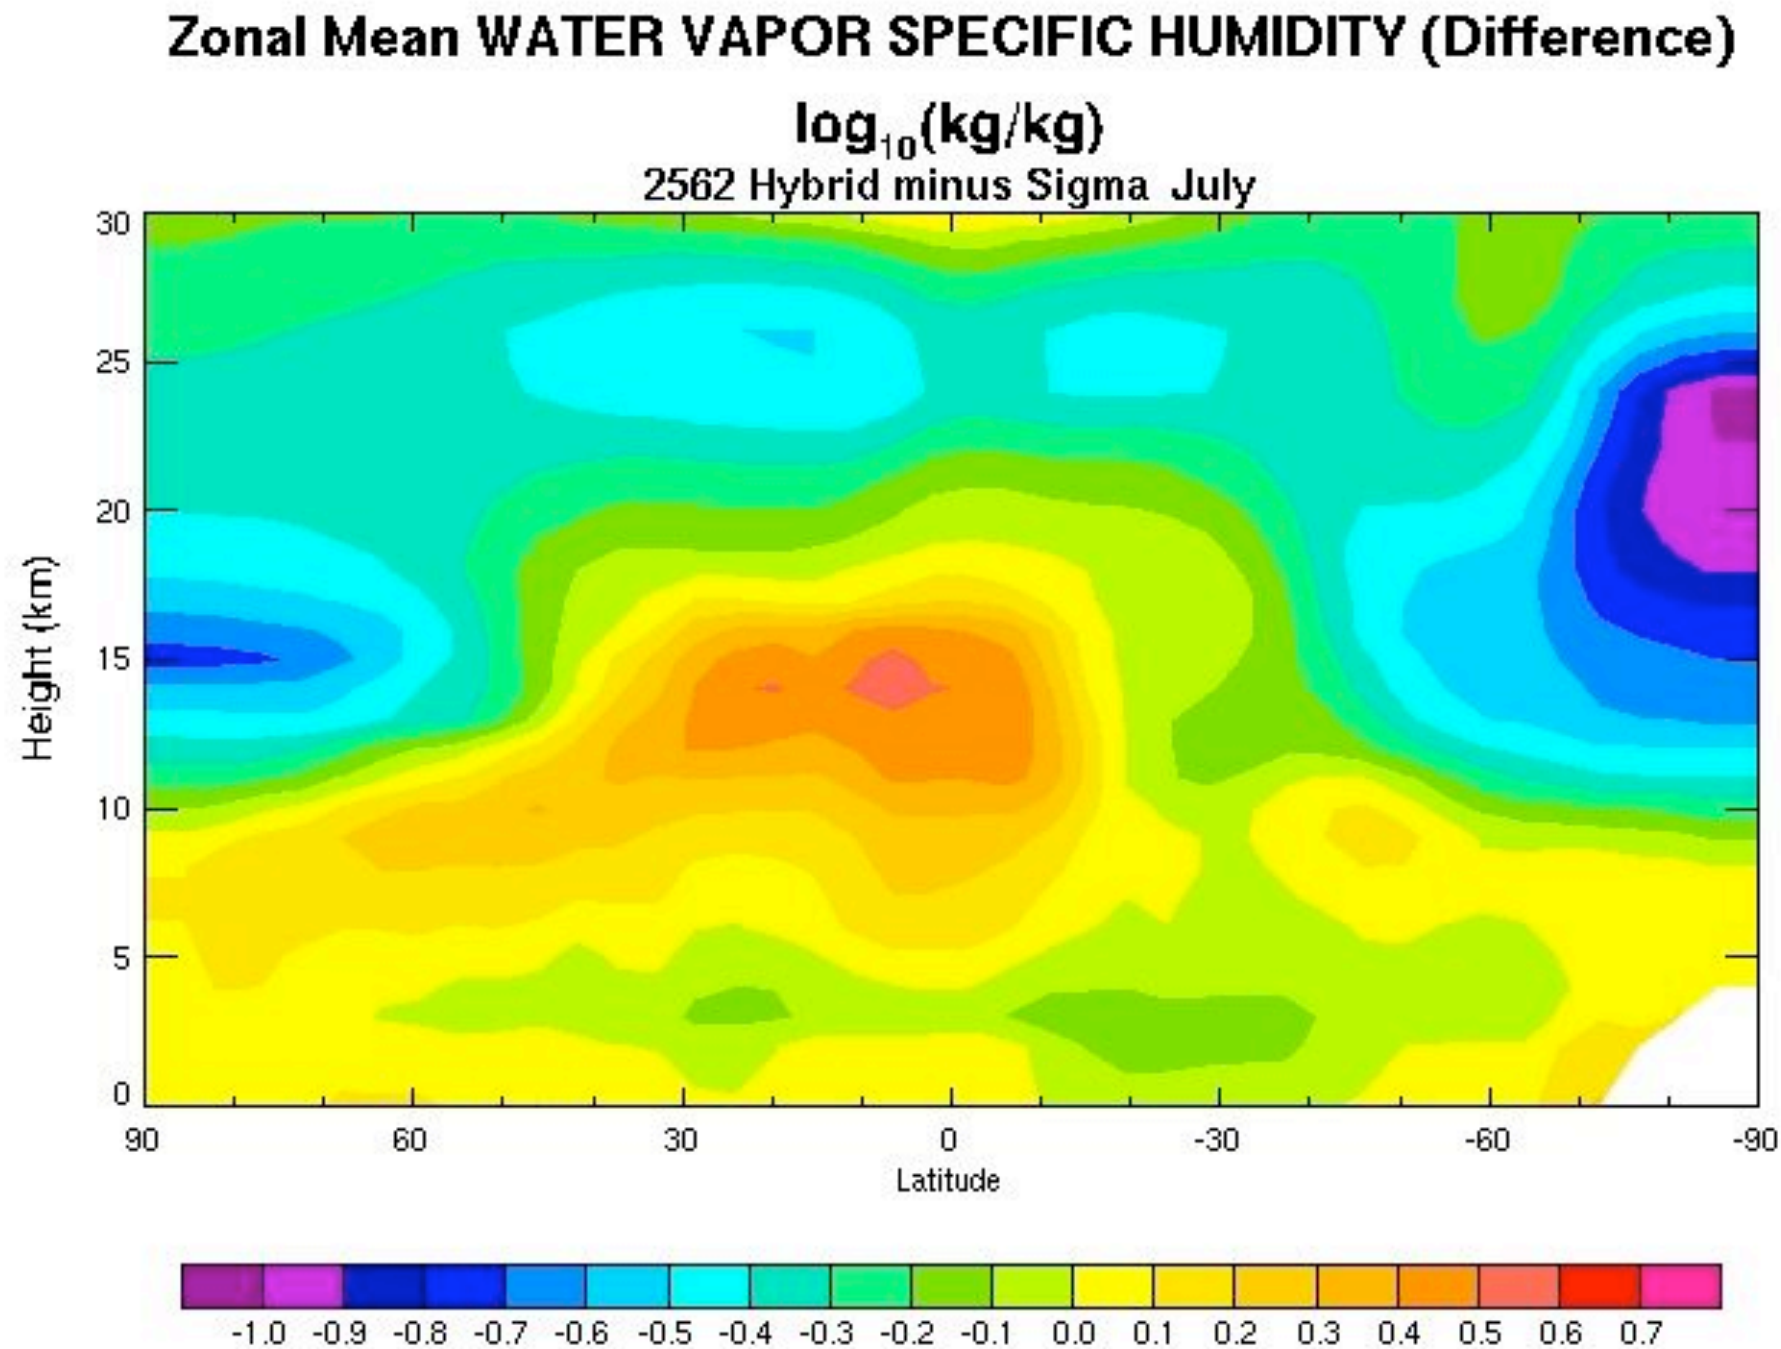 Zonal Mean WATER VAPOR SPECIFIC HUMIDITY (Difference)
log10(kg/kg)
2562 Hybrid minus Sigma July
30
25
20
15
10
5
0
Height (km)
90 60 30 0 -30 -60 -90
Latitude
-1.0 -0.9 -0.8 -0.7 -0.6 -0.5 -0.4 -0.3 -0.2 -0.1 0.0 0.1 0.2 0.3 0.4 0.5 0.6 0.7